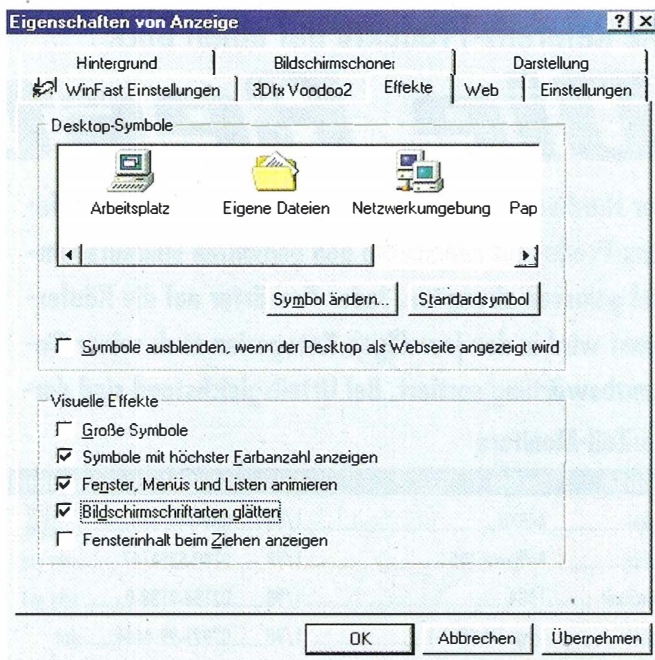 Eigenschaften von Anzeige
Hintergrund Bildschirmschoner Darstellung
WinFast Einstellungen 3Dfx Voodoo2 Effekte Web Einstellungen
Desktop-Symbole
Arbeitsplatz Eigene Dateien Netzwerkumgebung Pap
Symbol ändern... Standardsymbol
Symbole ausblenden, wenn der Desktop als Webseite angezeigt wird
Visuelle Effekte
Große Symbole
Symbole mit höchster Farbanzahl anzeigen
Fenster, Menüs und Listen animieren
Bildschirmschriftarten glätten
Fensterinhalt beim Ziehen anzeigen
OK Abbrechen Übernehmen